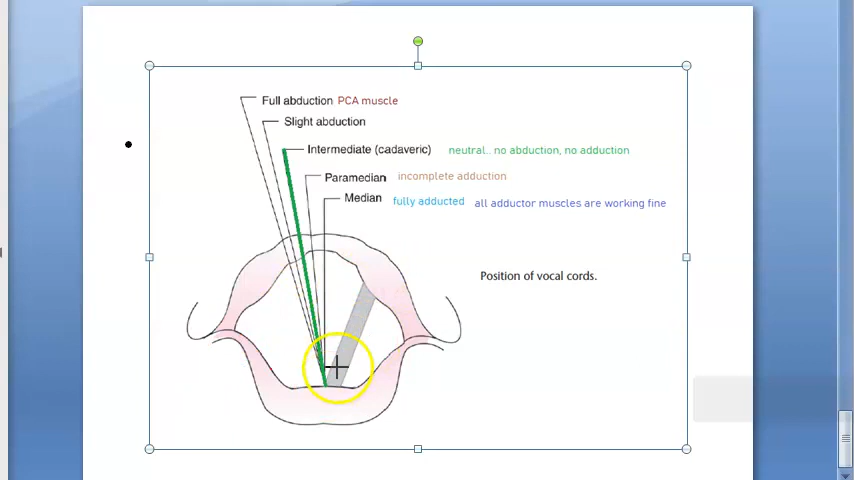 Full abduction PCA muscle
Slight abduction
Intermediate (cadaveric) neutral.. no abduction, no adduction
Paramedian incomplete adduction
Median fully adducted all adductor muscles are working fine
Position of vocal cords.